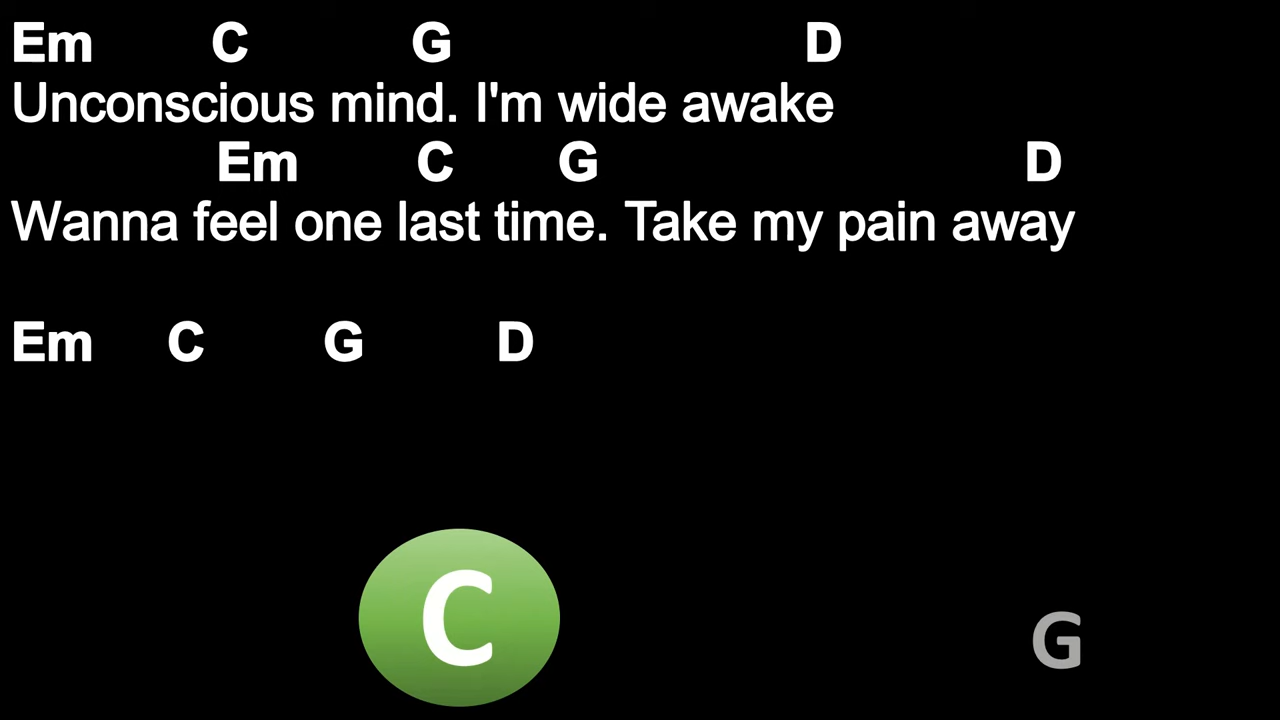 Em C G D
Unconscious mind. I'm wide awake
Em C G D
Wanna feel one last time. Take my pain away
Em C G D
C G